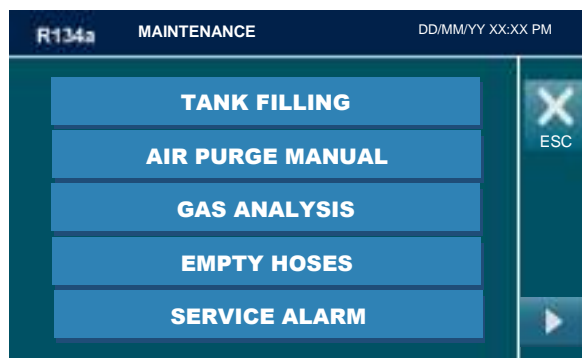 R134a MAINTENANCE DD/MM/YY XX:XX PM
TANK FILLING
AIR PURGE MANUAL
GAS ANALYSIS
EMPTY HOSES
SERVICE ALARM
ESC